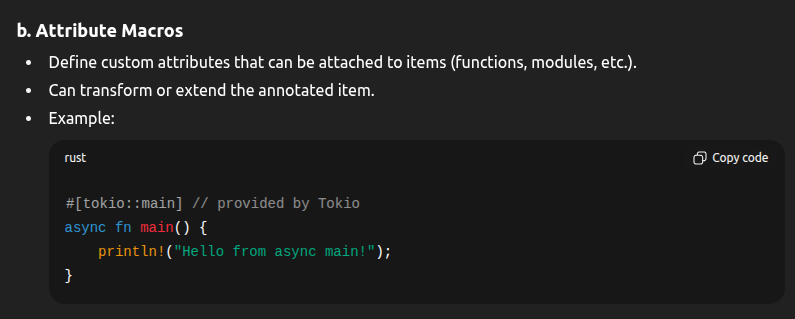 b. Attribute Macros
• Define custom attributes that can be attached to items (functions, modules, etc.).
• Can transform or extend the annotated item.
• Example:
rust Copy code
#[tokio::main] // provided by Tokio
async fn main() {
    println!("Hello from async main!");
}